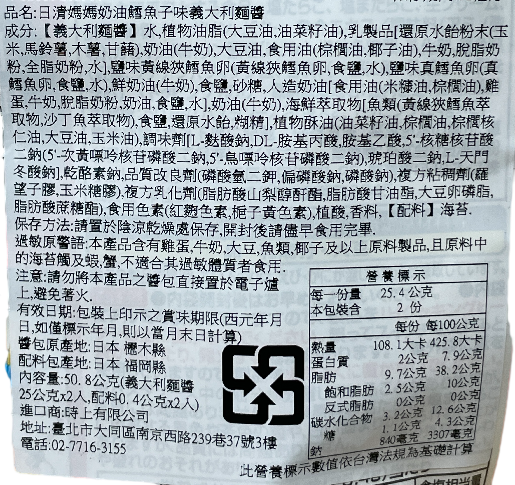 品名:日清媽媽奶油鱈魚子味義大利麵醬
成分:【義大利麵醬】水,植物油脂(大豆油,油菜籽油),乳製品[還原水飴粉末(玉
米,馬鈴薯,木薯,甘藷),奶油(牛奶),大豆油,食用油(棕櫚油,椰子油),牛奶,脫脂奶
粉,全脂奶粉,水],鹽味黃線狹鱈魚卵(黃線狹鱈魚卵,食鹽,水),鹽味真鱈魚卵(真
鱈魚卵,食鹽,水),鮮奶油(牛奶),食鹽,砂糖,人造奶油[食用油(米糠油,棕櫚油),雞
蛋,牛奶,脫脂奶粉,奶油,食鹽,水],奶油(牛奶),海鮮萃取物[魚類(黃線狹鱈魚萃
取物,沙丁魚萃取物),食鹽,還原水飴,糊精],植物酥油(油菜籽油,棕櫚油,棕櫚核
仁油,大豆油,玉米油),調味劑[L-麩酸鈉,DL-胺基丙酸,胺基乙酸,5'-核糖核苷酸
二鈉(5'-次黃嘌呤核苷磷酸二鈉,5'-鳥嘌呤核苷磷酸二鈉),琥珀酸二鈉,L-天門
冬酸鈉],乾酪素鈉,品質改良劑(磷酸氫二鉀,偏磷酸鈉,磷酸鈉),複方粘稠劑(羅
望子膠,玉米糖膠),複方乳化劑(脂肪酸山梨醇酐酯,脂肪酸甘油酯,大豆卵磷脂,
脂肪酸蔗糖酯),食用色素(紅麴色素,梔子黃色素),植酸,香料,【配料】海苔.
保存方法:請置於陰涼乾燥處保存,開封後請儘早食用完畢.
過敏原警語:本產品含有雞蛋,牛奶,大豆,魚類,椰子及以上原料製品,且原料中
的海苔觸及蝦,蟹,不適合其過敏體質者食用.
注意:請勿將本產品之醬包直接置於電子爐
上,避免著火.
有效日期:包裝上印示之賞味期限(西元年月
日,如僅標示年月,則以當月末日計算)
醬包原產地:日本 櫪木縣
配料包原產地:日本 福岡縣
內容量:50.8公克(義大利麵醬
25公克x2人,配料0.4公克x2人)
進口商:時上有限公司
地址:臺北市大同區南京西路239巷37號3樓
電話:02-7716-3155
營養標示
每一份量 25.4公克
本包裝含 2 份
每份 每100公克
熱量 108.1大卡 425.8大卡
蛋白質 2公克 7.9公克
脂肪 9.7公克 38.2公克
飽和脂肪 2.5公克 10公克
反式脂肪 0公克 0公克
碳水化合物 3.2公克 12.6公克
糖 1.1公克 4.3公克
鈉 840毫克 3307毫克
此營養標示數值依台灣法規為基礎計算